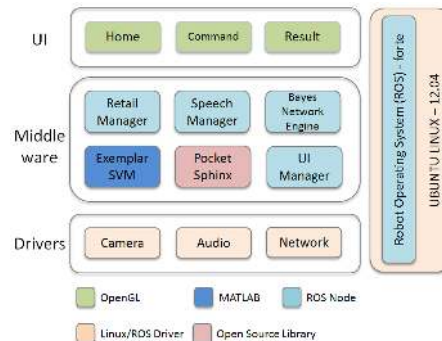 UI
Home
Command
Result
Middle
ware
Retail
Manager
Speech
Manager
Bayes
Network
Engine
Exemplar
SVM
Pocket
Sphinx
UI
Manager
Drivers
Camera
Audio
Network
Robot Operating System (ROS) - forte
UBUNTU LINUX – 12.04
OpenGL
MATLAB
ROS Node
Linux/ROS Driver
Open Source Library